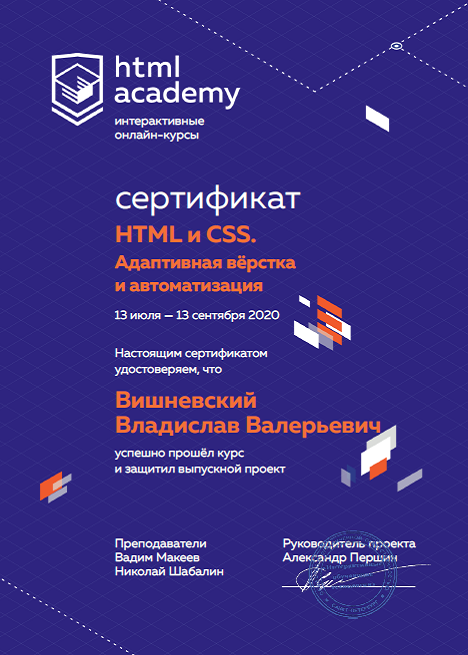 html
academy
интерактивные
онлайн-курсы
сертификат
HTML и CSS.
Адаптивная вёрстка
и автоматизация
13 июля — 13 сентября 2020
Настоящим сертификатом
удостоверяем, что
Вишневский
Владислав Валерьевич
успешно прошёл курс
и защитил выпускной проект
Преподаватели
Вадим Макеев
Николай Шабалин
Руководитель проекта
Александр Першин